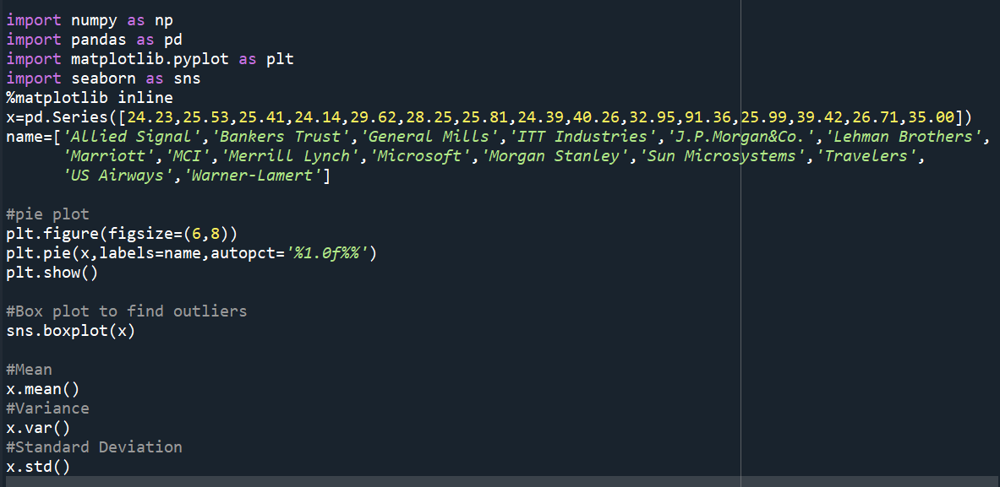 import numpy as np
import pandas as pd
import matplotlib.pyplot as plt
import seaborn as sns
%matplotlib inline
x=pd.Series([24.23,25.53,25.41,24.14,29.62,28.25,25.81,24.39,40.26,32.95,91.36,25.99,39.42,26.71,35.00])
name=['Allied Signal','Bankers Trust','General Mills','ITT Industries','J.P.Morgan&Co.','Lehman Brothers',
'Marriott','MCI','Merrill Lynch','Microsoft','Morgan Stanley','Sun Microsystems','Travelers',
'US Airways','Warner-Lamert']
#pie plot
plt.figure(figsize=(6,8))
plt.pie(x,labels=name,autopct='%1.0f%%')
plt.show()
#Box plot to find outliers
sns.boxplot(x)
#Mean
x.mean()
#Variance
x.var()
#Standard Deviation
x.std()